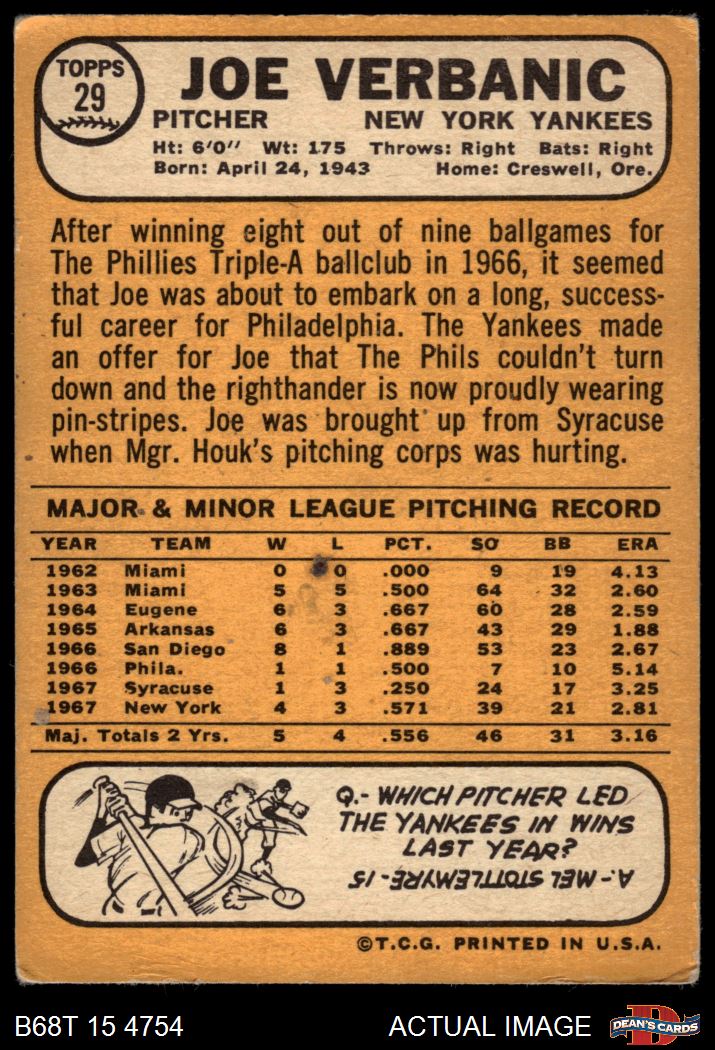 TOPPS
29
JOE VERBANIC
PITCHER NEW YORK YANKEES
Ht: 6'0" Wt: 175 Throws: Right Bats: Right
Born: April 24, 1943 Home: Creswell, Ore.
After winning eight out of nine ballgames for
The Phillies Triple-A ballclub in 1966, it seemed
that Joe was about to embark on a long, success-
ful career for Philadelphia. The Yankees made
an offer for Joe that The Phils couldn't turn
down and the righthander is now proudly wearing
pin-stripes. Joe was brought up from Syracuse
when Mgr. Houk's pitching corps was hurting.
MAJOR & MINOR LEAGUE PITCHING RECORD
YEAR TEAM W L PCT. SO BB ERA
1962 Miami 0 0 .000 9 19 4.13
1963 Miami 5 5 .500 64 32 2.60
1964 Eugene 6 3 .667 60 28 2.59
1965 Arkansas 6 3 .667 43 29 1.88
1966 San Diego 8 1 .889 53 23 2.67
1966 Phila. 1 1 .500 7 10 5.14
1967 Syracuse 1 3 .250 24 17 3.25
1967 New York 4 3 .571 39 21 2.81
Maj. Totals 2 Yrs. 5 4 .556 46 31 3.16
Q.- WHICH PITCHER LED
THE YANKEES IN WINS
LAST YEAR?
A.- MEL STOTTLEMYRE-15
©T.C.G. PRINTED IN U.S.A.
B68T 15 4754 ACTUAL IMAGE D DEAN'S CARDS